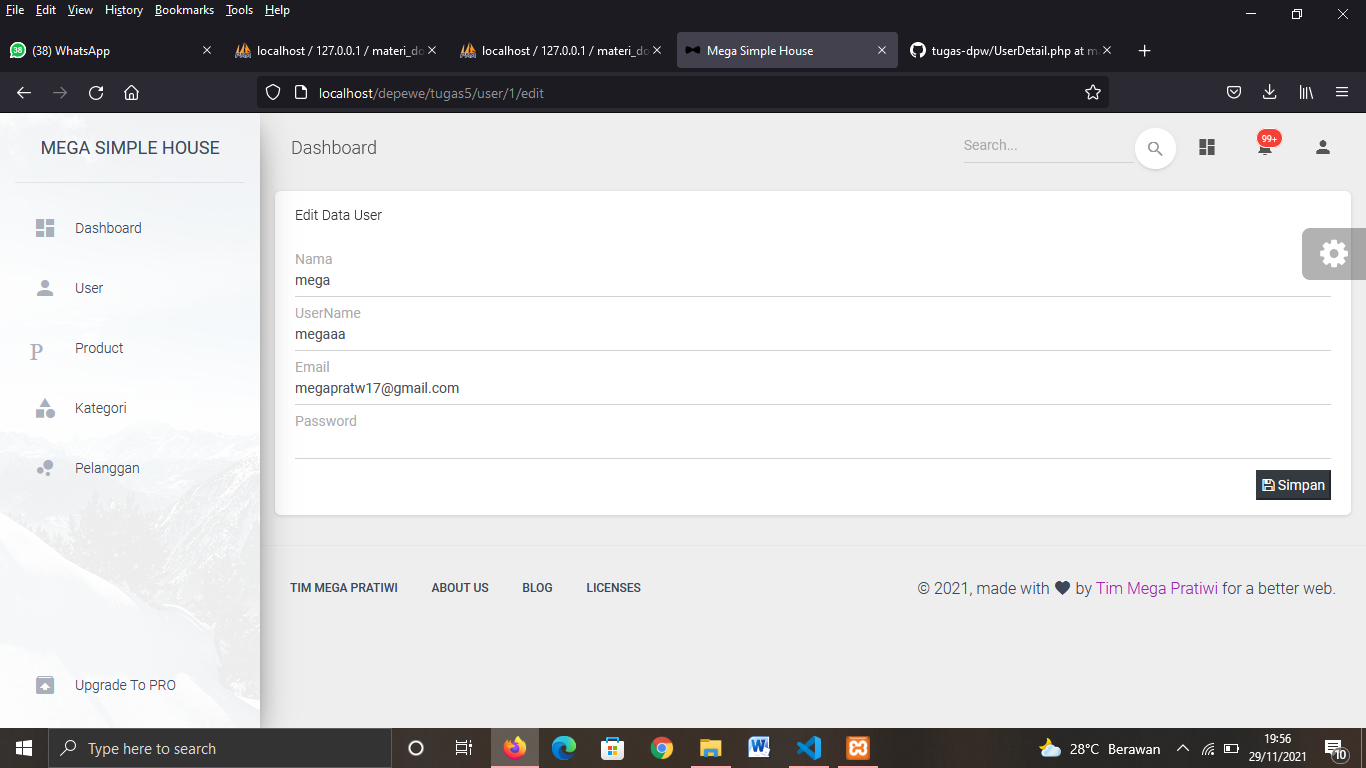 File Edit View History Bookmarks Tools Help
38 (38) WhatsApp
localhost / 127.0.0.1 / materi_do
localhost / 127.0.0.1 / materi_do
Mega Simple House
tugas-dpw/UserDetail.php at m
localhost/depewe/tugas5/user/1/edit
MEGA SIMPLE HOUSE
Dashboard
Search...
99+
Dashboard
User
P Product
Kategori
Pelanggan
Upgrade To PRO
Edit Data User
Nama
mega
UserName
megaaa
Email
megapratw17@gmail.com
Password
Simpan
TIM MEGA PRATIWI ABOUT US BLOG LICENSES
© 2021, made with ♥ by Tim Mega Pratiwi for a better web.
Type here to search
28°C Berawan
19:56
29/11/2021
10